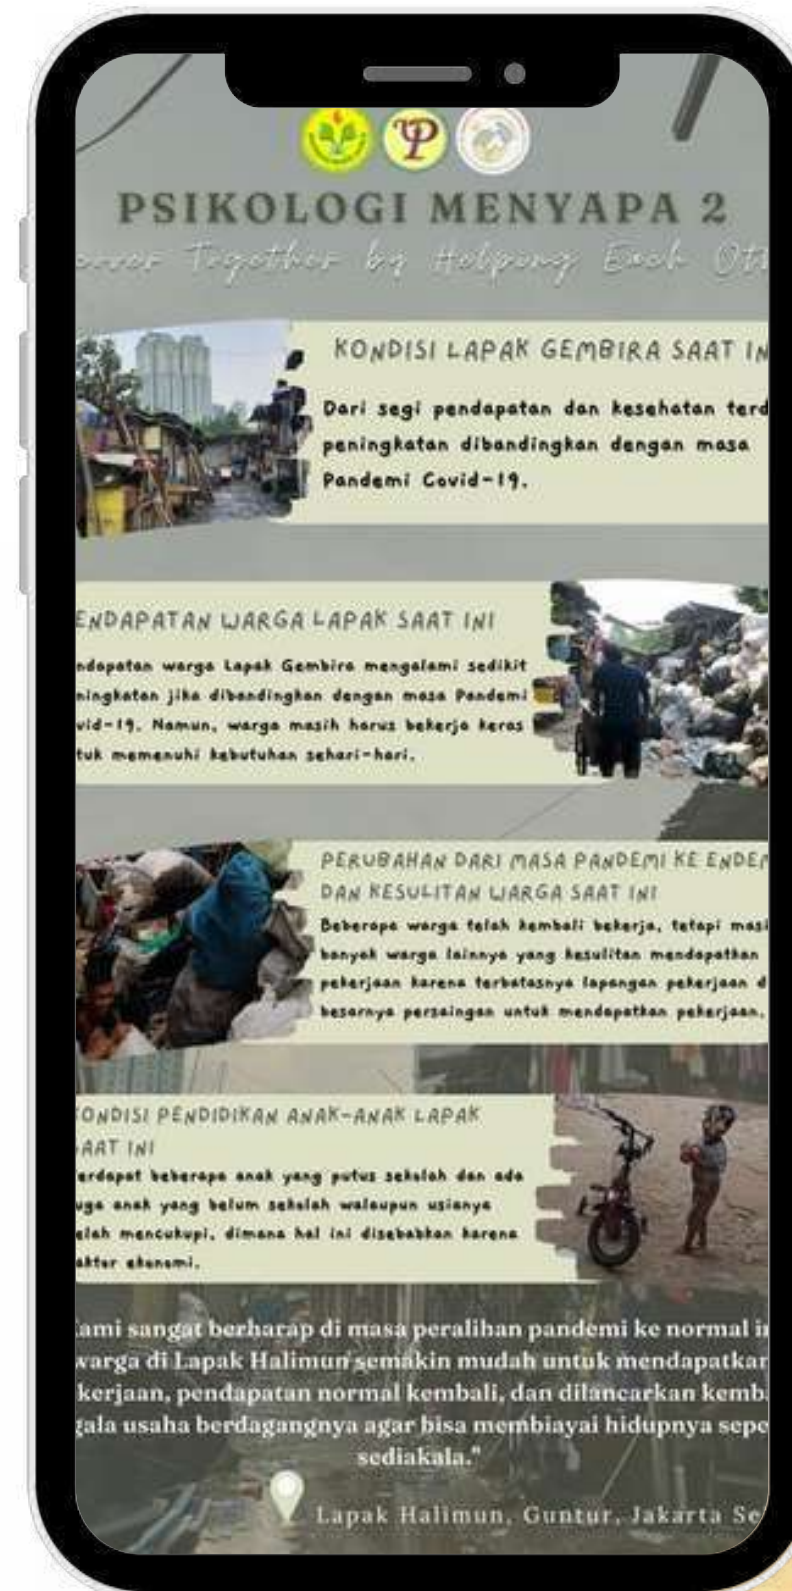 PSIKOLOGI MENYAPA 2
Together by Helping Each Ot
KONDISI LAPAK GEMBIRA SAAT IN
Dari segi pendapatan dan kesehatan terd
peningkatan dibandingkan dengan masa
Pandemi Covid-19.
ENDAPATAN WARGA LAPAK SAAT INI
ndapatan warga Lapak Gembira mengalami sedikit
ningkatan jika dibandingkan dengan masa Pandemi
vid-19. Namun, warga masih harus bekerja keras
tuk memenuhi kebutuhan sehari-hari.
PERUBAHAN DARI MASA PANDEMI KE ENDEM
DAN KESULITAN WARGA SAAT INI
Beberapa warga telah kembali bekerja, tetapi masi
banyak warga lainnya yang kesulitan mendapatkan
pekerjaan karena terbatasnya lapangan pekerjaan d
besarnya persaingan untuk mendapatkan pekerjaan.
ONDISI PENDIDIKAN ANAK-ANAK LAPAK
AAT INI
erdapat beberapa anak yang putus sekolah dan ada
uga anak yang belum sekolah walaupun usianya
elah mencukupi, dimana hal ini disebabkan karena
aktor ekonomi.
ami sangat berharap di masa peralihan pandemi ke normal in
warga di Lapak Halimun semakin mudah untuk mendapatkan
kerjaan, pendapatan normal kembali, dan dilancarkan kemb
gala usaha berdagangnya agar bisa membiayai hidupnya sepe
sediakala."
Lapak Halimun, Guntur, Jakarta Se